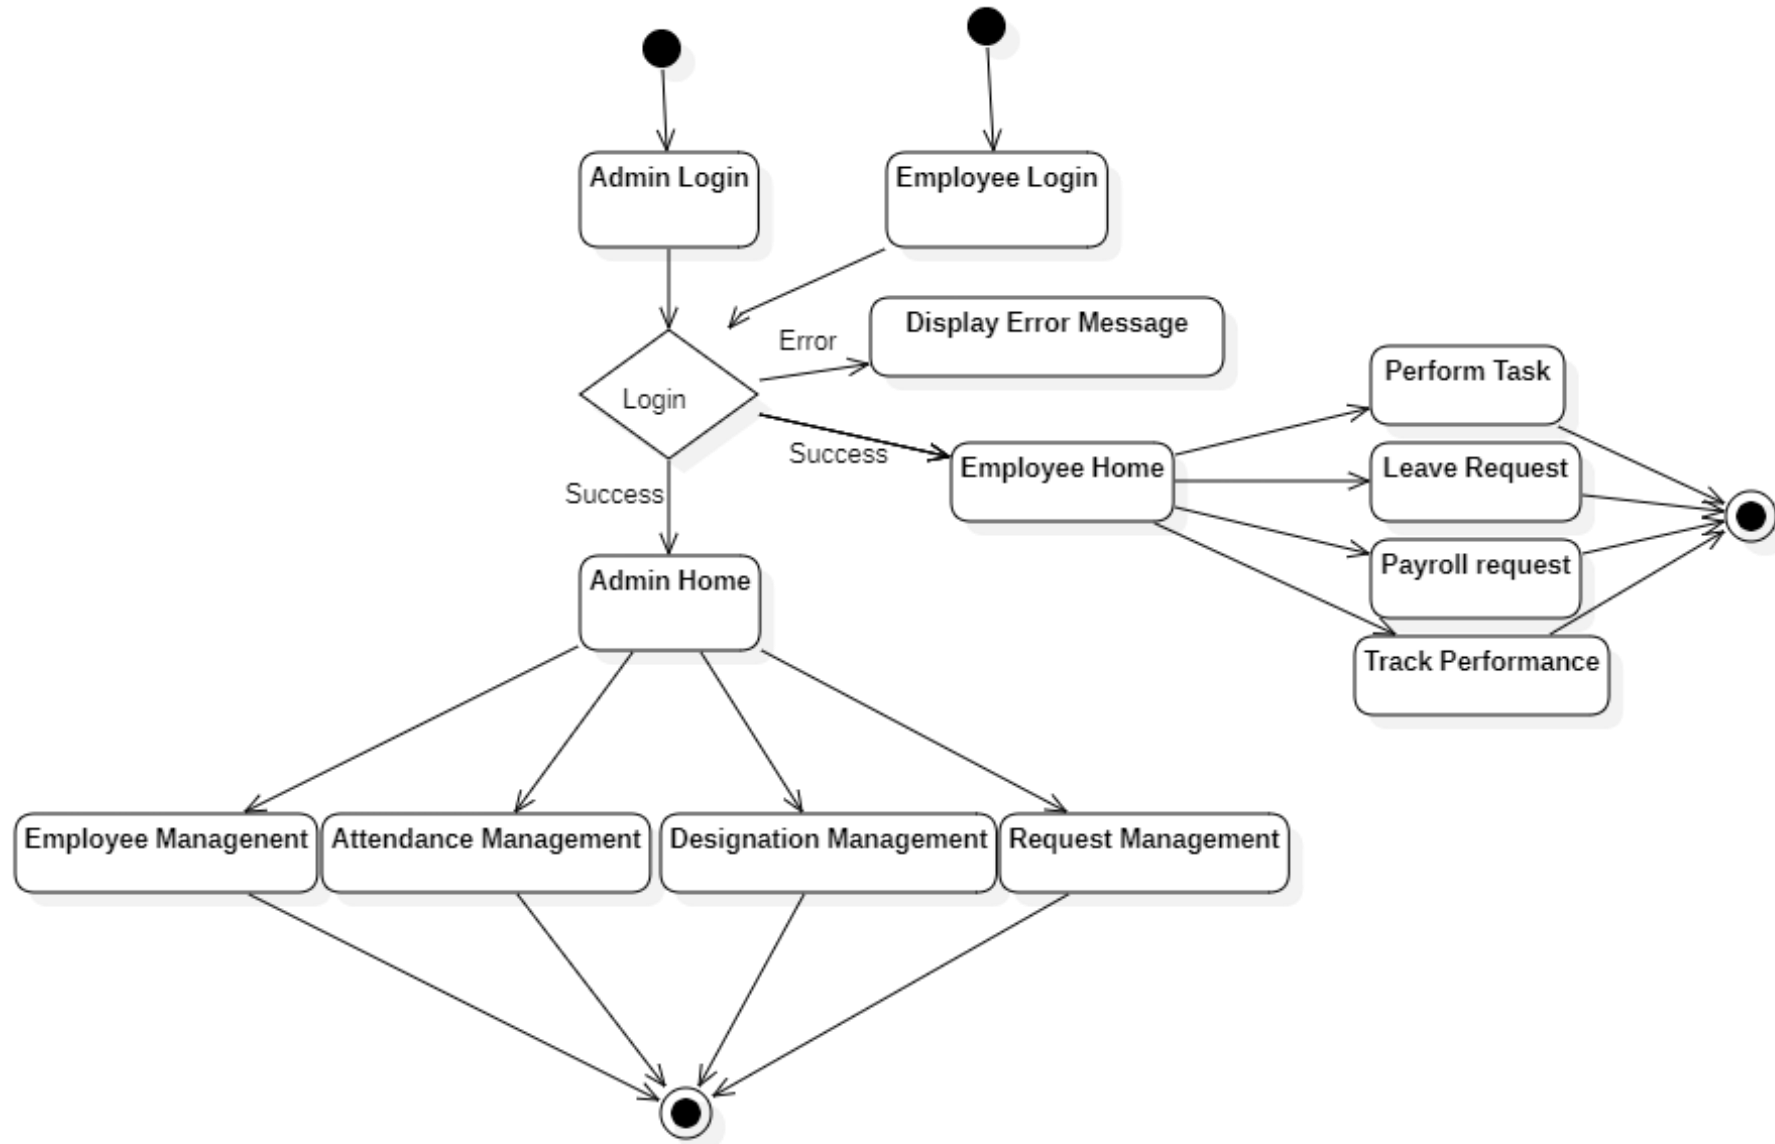 Admin Login
Employee Login
Display Error Message
Error
Login
Success
Success
Employee Home
Perform Task
Leave Request
Payroll request
Track Performance
Admin Home
Employee Managenent
Attendance Management
Designation Management
Request Management